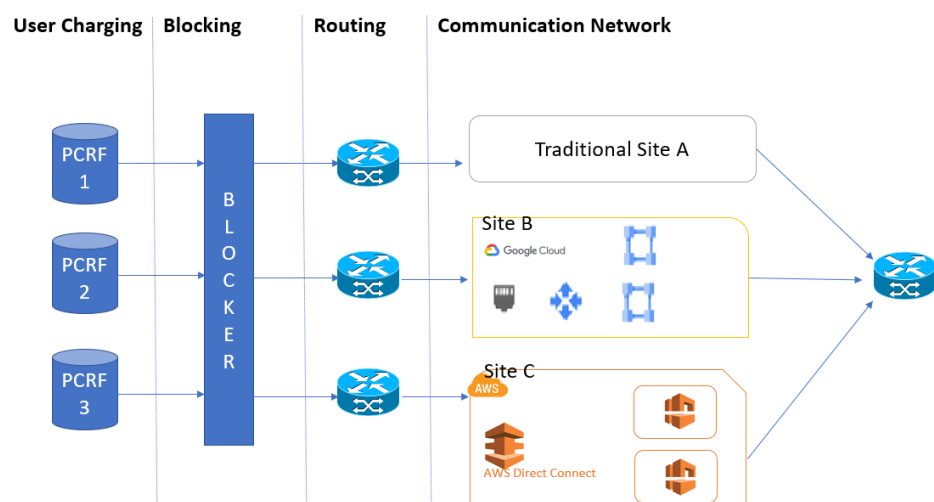 User Charging
Blocking
Routing
Communication Network
PCRF
1
BLOCKER
Traditional Site A
PCRF
2
Site B
Google Cloud
PCRF
3
Site C
AWS
AWS Direct Connect